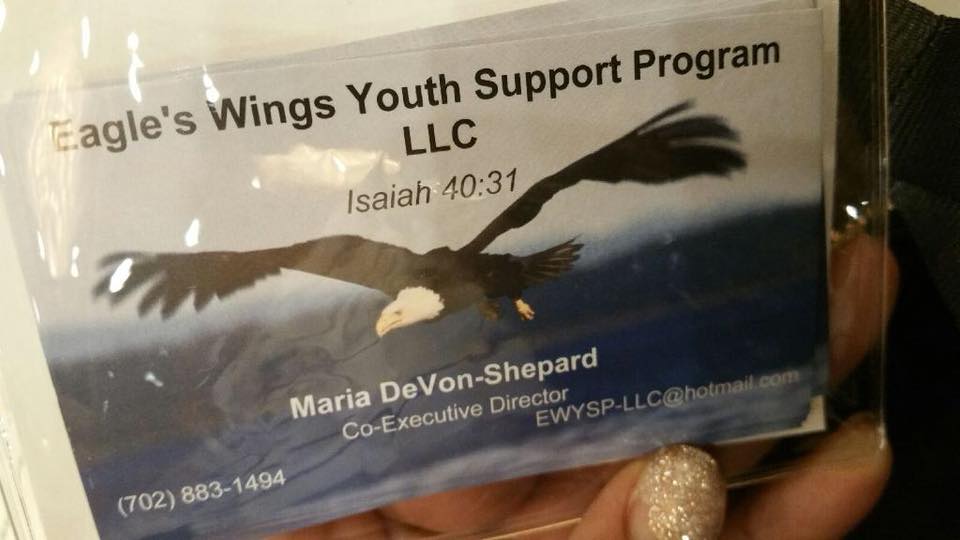 Eagle's Wings Youth Support Program
LLC
Isaiah 40:31
Maria DeVon-Shepard
Co-Executive Director
EWYSP-LLC@hotmail.com
(702) 883-1494